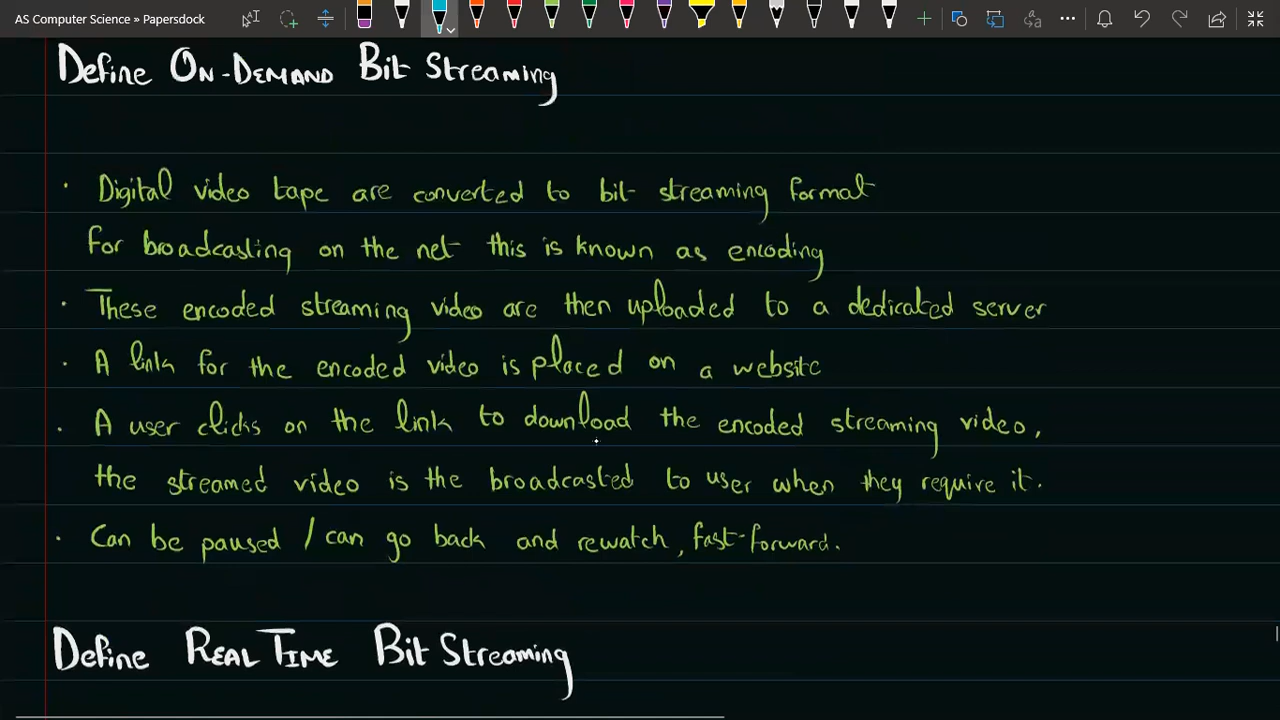 AS Computer Science » Papersdock
Define ON-DEMAND Bit Streaming
· Digital video tape are converted to bit streaming format
for broadcasting on the net this is known as encoding
· These encoded streaming video are then uploaded to a dedicated server
· A link for the encoded video is placed on a website
· A user clicks on the link to download the encoded streaming video,
the streamed video is the broadcasted to user when they require it.
· Can be paused / can go back and rewatch, fast-forward.
Define REAL TIME Bit Streaming